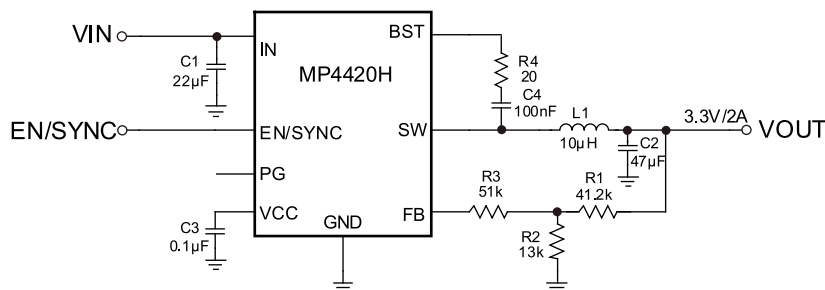 VIN
C1
22µF
IN
MP4420H
BST
R4
20
C4
100nF
EN/SYNC
EN/SYNC
SW
L1
10µH
3.3V/2A
VOUT
C2
47µF
PG
R3
51k
R1
41.2k
C3
0.1µF
VCC
GND
FB
R2
13k